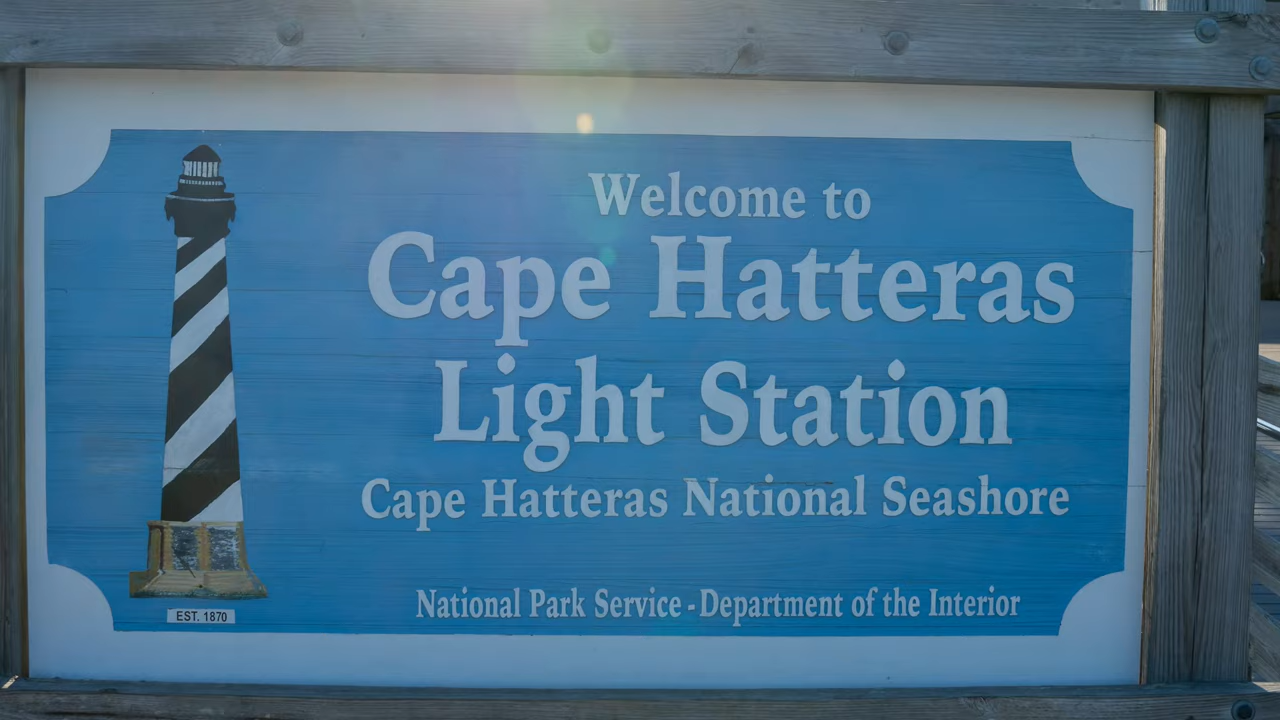 Welcome to
Cape Hatteras
Light Station
Cape Hatteras National Seashore
National Park Service - Department of the Interior
EST. 1870